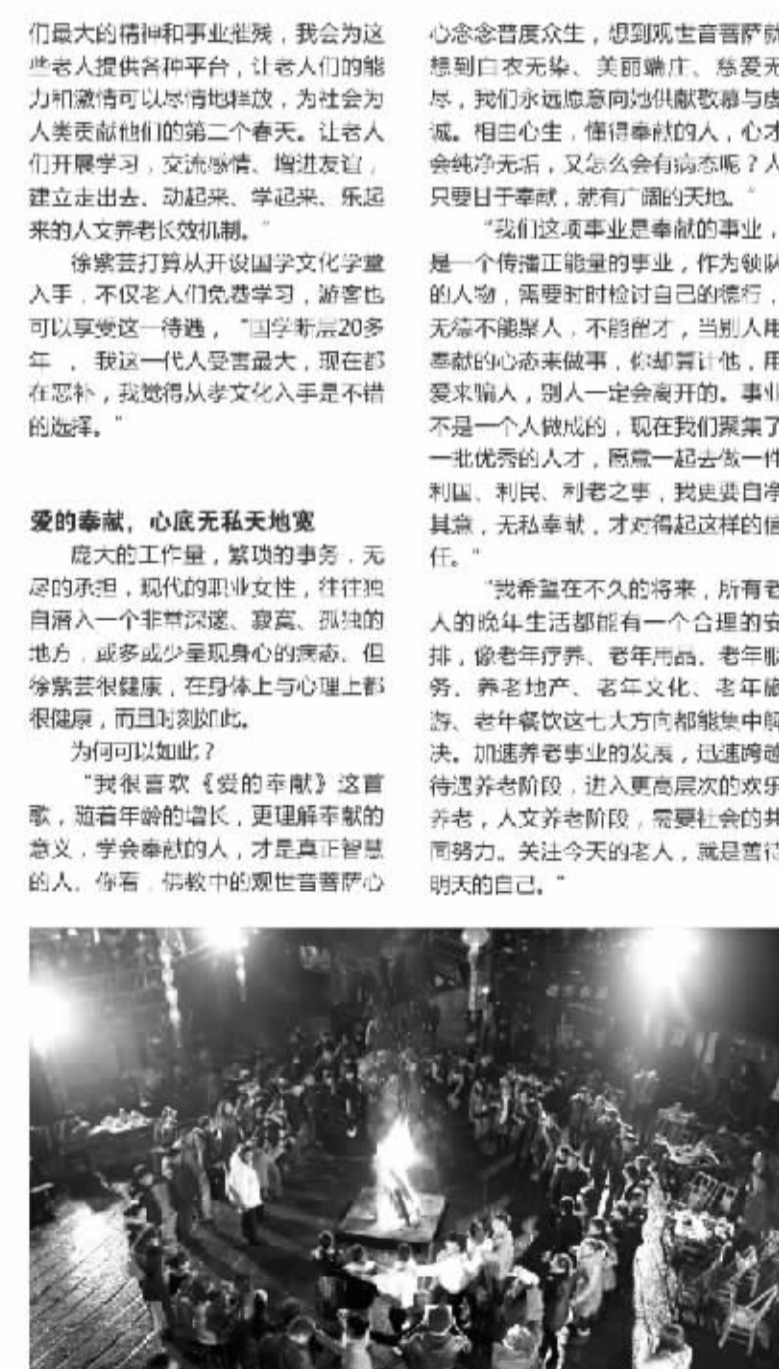 们最大的精神和事业摧残，我会为这
些老人提供各种平台，让老人们的能
力和激情可以尽情地释放，为社会为
人类贡献他们的第二个春天。让老人
们开展学习，交流感情、增进友谊，
建立走出去、动起来、学起来、乐起
来的人文养老长效机制。”
徐紫芸打算从开设国学文化学堂
入手，不仅老人们免费学习，游客也
可以享受这一待遇，“国学断层20多
年，我这一代人受害最大，现在都
在恶补，我觉得从孝文化入手是不错
的选择。”
爱的奉献，心底无私天地宽
庞大的工作量，繁琐的事务，无
尽的承担，现代的职业女性，往往独
自潜入一个非常深邃、寂寞、孤独的
地方，或多或少呈现身心的病态。但
徐紫芸很健康，在身体上与心理上都
很健康，而且时刻如此。
为何可以如此？
“我很喜欢《爱的奉献》这首
歌，随着年龄的增长，更理解奉献的
意义，学会奉献的人，才是真正智慧
的人。你看，佛教中的观世音菩萨心
心念念普度众生，想到观世音菩萨就
想到白衣无染、美丽端庄、慈爱无
尽，我们永远愿意向她供献敬慕与虔
诚。相由心生，懂得奉献的人，心才
会纯净无垢，又怎么会有病态呢？人
只要甘于奉献，就有广阔的天地。”
“我们这项事业是奉献的事业，
是一个传播正能量的事业，作为领队
的人物，需要时时检讨自己的德行，
无德不能聚人，不能留才，当别人用
奉献的心态来做事，你却算计他，用
爱来骗人，别人一定会离开的。事业
不是一个人做成的，现在我们聚集了
一批优秀的人才，愿意一起去做一件
利国、利民、利老之事，我更要自净
其意，无私奉献，才对得起这样的信
任。”
“我希望在不久的将来，所有老
人的晚年生活都能有一个合理的安
排，像老年疗养、老年用品、老年服
务、养老地产、老年文化、老年旅
游、老年餐饮这七大方向都能集中解
决。加速养老事业的发展，迅速跨越
待遇养老阶段，进入更高层次的欢乐
养老，人文养老阶段，需要社会的共
同努力。关注今天的老人，就是善待
明天的自己。”